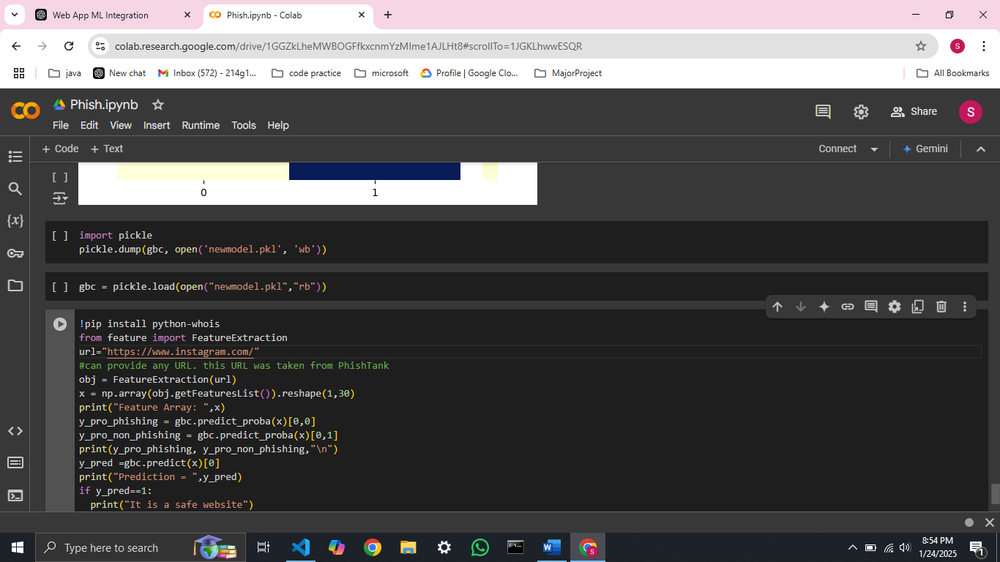 Web App ML Integration
Phish.ipynb - Colab
colab.research.google.com/drive/1GGZkLheMWBOGFfkxcnmYzMIme1AJLHt8#scrollTo=1JGKLhwwESQR
S
java
New chat
Inbox (572) - 214g1...
code practice
microsoft
Profile | Google Clo...
MajorProject
All Bookmarks
Phish.ipynb
File Edit View Insert Runtime Tools Help
Share
S
+ Code + Text
Connect
Gemini
[ ]
0 1
[ ] import pickle
pickle.dump(gbc, open('newmodel.pkl', 'wb'))
[ ] gbc = pickle.load(open("newmodel.pkl","rb"))
!pip install python-whois
from feature import FeatureExtraction
url="https://www.instagram.com/"
#can provide any URL. this URL was taken from PhishTank
obj = FeatureExtraction(url)
x = np.array(obj.getFeaturesList()).reshape(1,30)
print("Feature Array: ",x)
y_pro_phishing = gbc.predict_proba(x)[0,0]
y_pro_non_phishing = gbc.predict_proba(x)[0,1]
print(y_pro_phishing, y_pro_non_phishing,"\n")
y_pred =gbc.predict(x)[0]
print("Prediction = ",y_pred)
if y_pred==1:
print("It is a safe website")
Type here to search
8:54 PM
1/24/2025
1